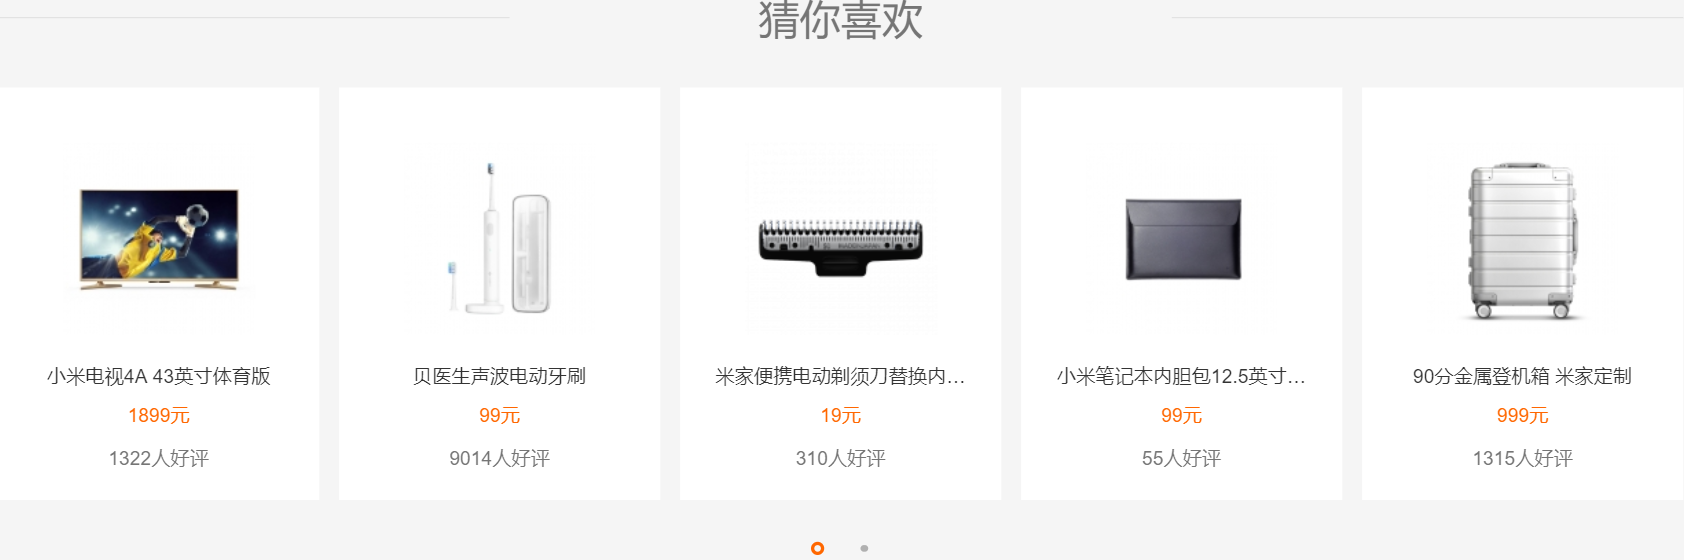 猜你喜欢
小米电视4A 43英寸体育版
1899元
1322人好评
贝医生声波电动牙刷
99元
9014人好评
米家便携电动剃须刀替换内...
19元
310人好评
小米笔记本内胆包12.5英寸...
99元
55人好评
90分金属登机箱 米家定制
999元
1315人好评